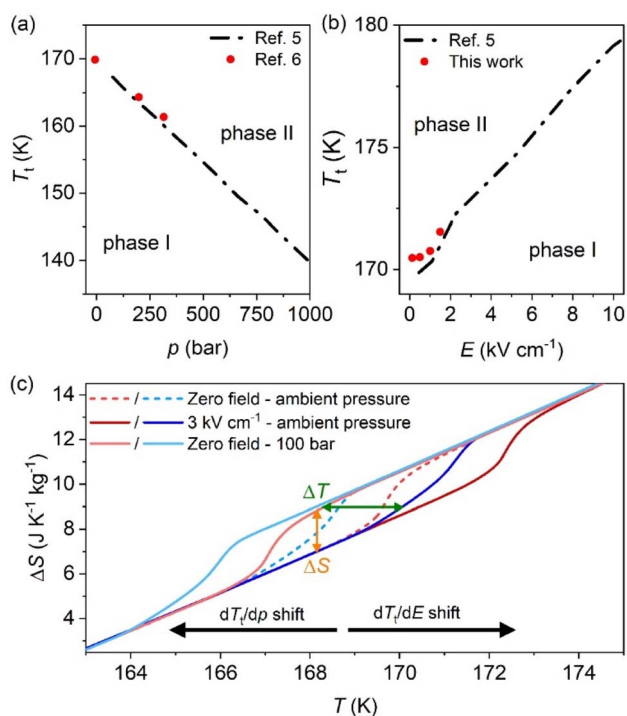 (a)
170
160
150
140
T_t (K)
Ref. 5
Ref. 6
phase II
phase I
0 250 500 750 1000
p (bar)
(b)
180
175
170
T_t (K)
Ref. 5
This work
phase II
phase I
0 2 4 6 8 10
E (kV cm⁻¹)
(c)
14
12
10
8
6
4
ΔS (J K⁻¹ kg⁻¹)
/ Zero field - ambient pressure
/ 3 kV cm⁻¹ - ambient pressure
/ Zero field - 100 bar
ΔT
ΔS
dT_t/dp shift
dT_t/dE shift
164 166 168 170 172 174
T (K)